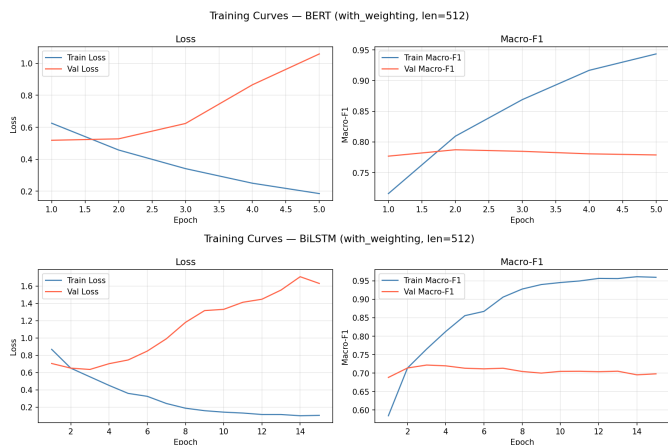 Training Curves — BERT (with_weighting, len=512)
Loss
Macro-F1
Train Loss
Val Loss
Train Macro-F1
Val Macro-F1
Loss
1.0
0.8
0.6
0.4
0.2
1.0 1.5 2.0 2.5 3.0 3.5 4.0 4.5 5.0
Epoch
Macro-F1
0.95
0.90
0.85
0.80
0.75
1.0 1.5 2.0 2.5 3.0 3.5 4.0 4.5 5.0
Epoch
Training Curves — BiLSTM (with_weighting, len=512)
Loss
Macro-F1
Train Loss
Val Loss
Train Macro-F1
Val Macro-F1
Loss
1.6
1.4
1.2
1.0
0.8
0.6
0.4
0.2
2 4 6 8 10 12 14
Epoch
Macro-F1
0.95
0.90
0.85
0.80
0.75
0.70
0.65
0.60
2 4 6 8 10 12 14
Epoch